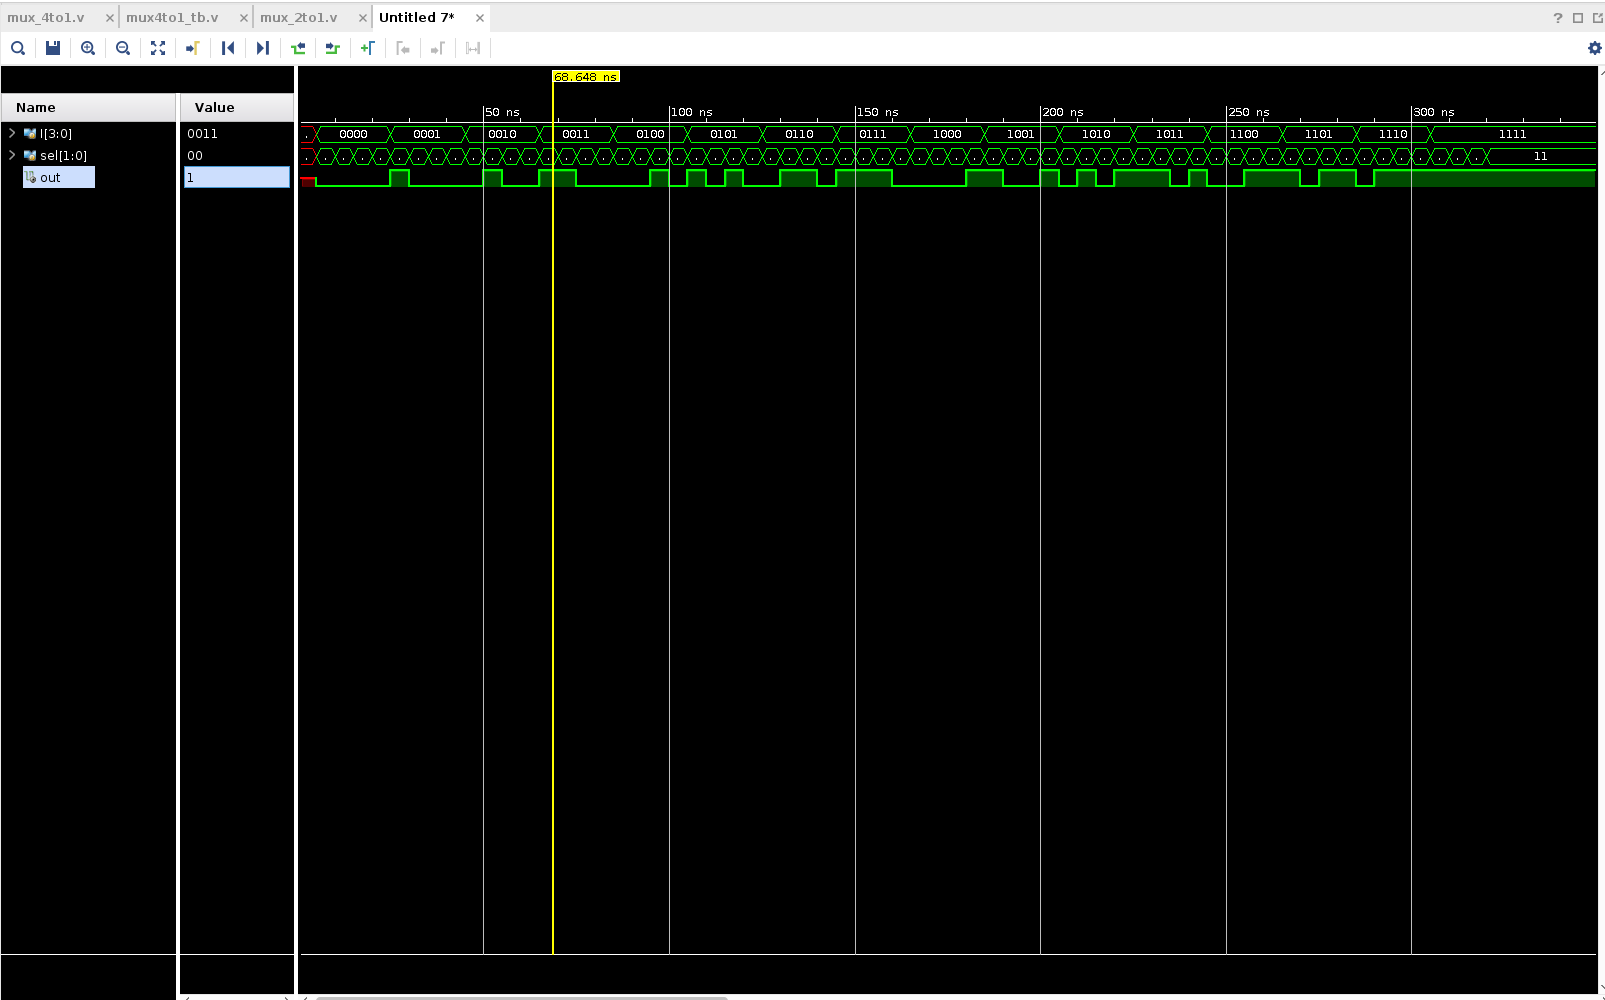 mux_4to1.v × mux4to1_tb.v × mux_2to1.v × Untitled 7* ×
?
68.648 ns
Name Value
50 ns 100 ns 150 ns 200 ns 250 ns 300 ns
I[3:0] 0011 . 0000 0001 0010 0011 0100 0101 0110 0111 1000 1001 1010 1011 1100 1101 1110 1111
sel[1:0] 00 11
out 1